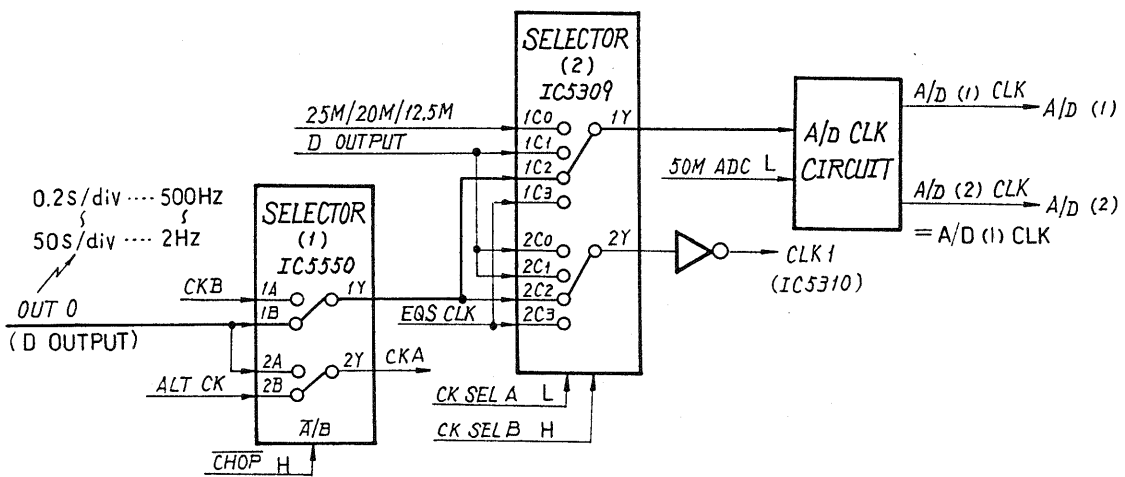 SELECTOR
(2)
IC5309
25M/20M/12.5M
D OUTPUT
1C0
1C1
1C2
1C3
1Y
2C0
2C1
2C2
2C3
2Y
A/D CLK
CIRCUIT
50M ADC L
A/D (1) CLK
A/D (1)
A/D (2) CLK
A/D (2)
= A/D (1) CLK
CLK1
(IC5310)
0.2S/div ···· 500Hz
50S/div ···· 2Hz
SELECTOR
(1)
IC5550
CKB
1A
1Y
OUT 0
1B
(D OUTPUT)
EQS CLK
2A
2Y
CKA
ALT CK
2B
A̅/B
C̅H̅O̅P̅ H
CK SEL A L
CK SEL B H